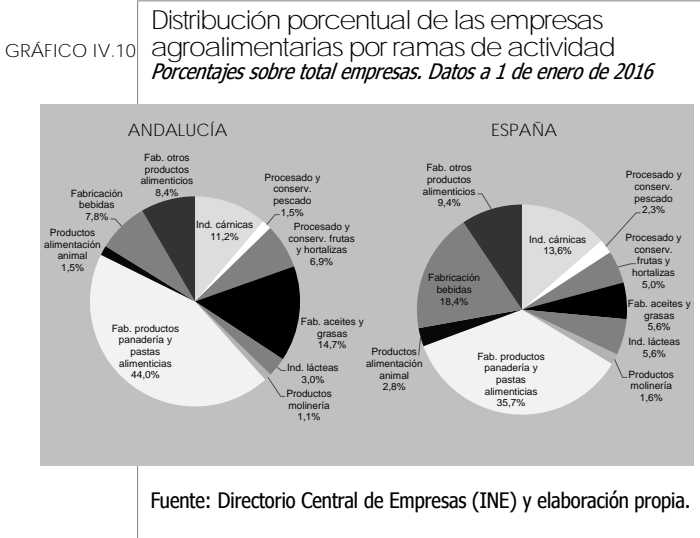 GRÁFICO IV.10
Distribución porcentual de las empresas
agroalimentarias por ramas de actividad
Porcentajes sobre total empresas. Datos a 1 de enero de 2016
ANDALUCÍA
Fab. otros
productos
alimenticios
8,4%
Procesado y
conserv.
pescado
1,5%
Ind. cárnicas
11,2%
Procesado y
conserv. frutas
y hortalizas
6,9%
Fab. aceites y
grasas
14,7%
Ind. lácteas
3,0%
Productos
molinería
1,1%
Fab. productos
panadería y
pastas
alimenticias
44,0%
Productos
alimentación
animal
1,5%
Fabricación
bebidas
7,8%
ESPAÑA
Fab. otros
productos
alimenticios
9,4%
Procesado y
conserv.
pescado
2,3%
Ind. cárnicas
13,6%
Procesado y
conserv.
frutas y
hortalizas
5,0%
Fab. aceites y
grasas
5,6%
Ind. lácteas
5,6%
Productos
molinería
1,6%
Fab. productos
panadería y
pastas
alimenticias
35,7%
Productos
alimentación
animal
2,8%
Fabricación
bebidas
18,4%
Fuente: Directorio Central de Empresas (INE) y elaboración propia.